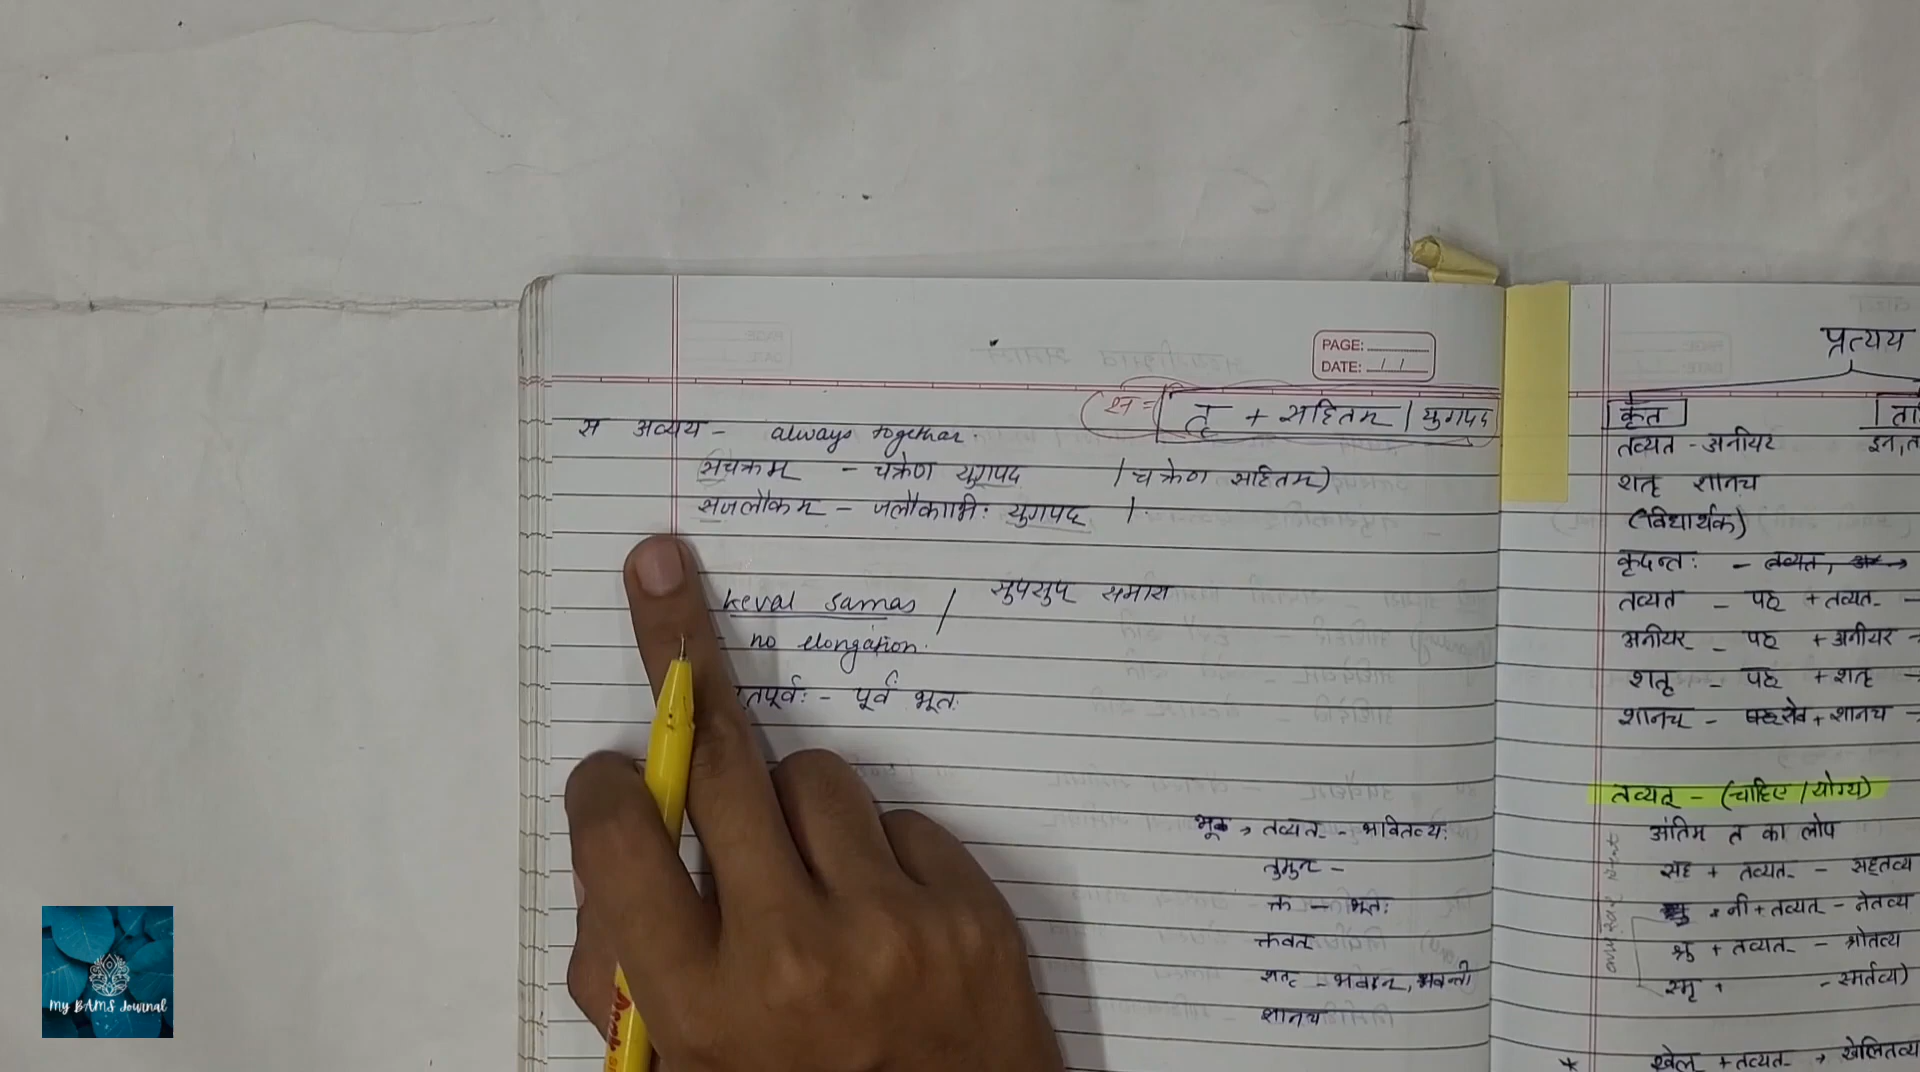 PAGE:
DATE: / /
तृ + सहितम / युगपद
स अव्यय - always together.
सचक्रम - चक्रेण युगपद / चक्रेण सहितम)
सजलौकम - जलौकाभिः युगपद /
keval samas / सुपसुप समास
- no elongation.
तपूर्वः - पूर्वं भूतः
भू → तव्यत - भवितव्यः
तुमुन -
क्त - भूतः
क्तवत
शतृ - भवान, भवन्ती
शानच
प्रत्यय
कृत
तव्यत - अनीयर
इन, त
शतृ शानच
(विद्यार्थक)
कृदन्तः - तव्यत, →
तव्यत - पठ + तव्यत -
अनीयर - पठ + अनीयर →
शतृ - पठ + शतृ →
शानच - सेव + शानच →
तव्यत् - (चाहिए / योग्य)
अंतिम त का लोप
सह + तव्यत - सहतव्य
नी + तव्यत - नेतव्य
श्रु + तव्यत - श्रोतव्य
स्मृ + - स्मर्तव्य)
* खेल + तव्यत → खेलितव्य
My BAMS Journal